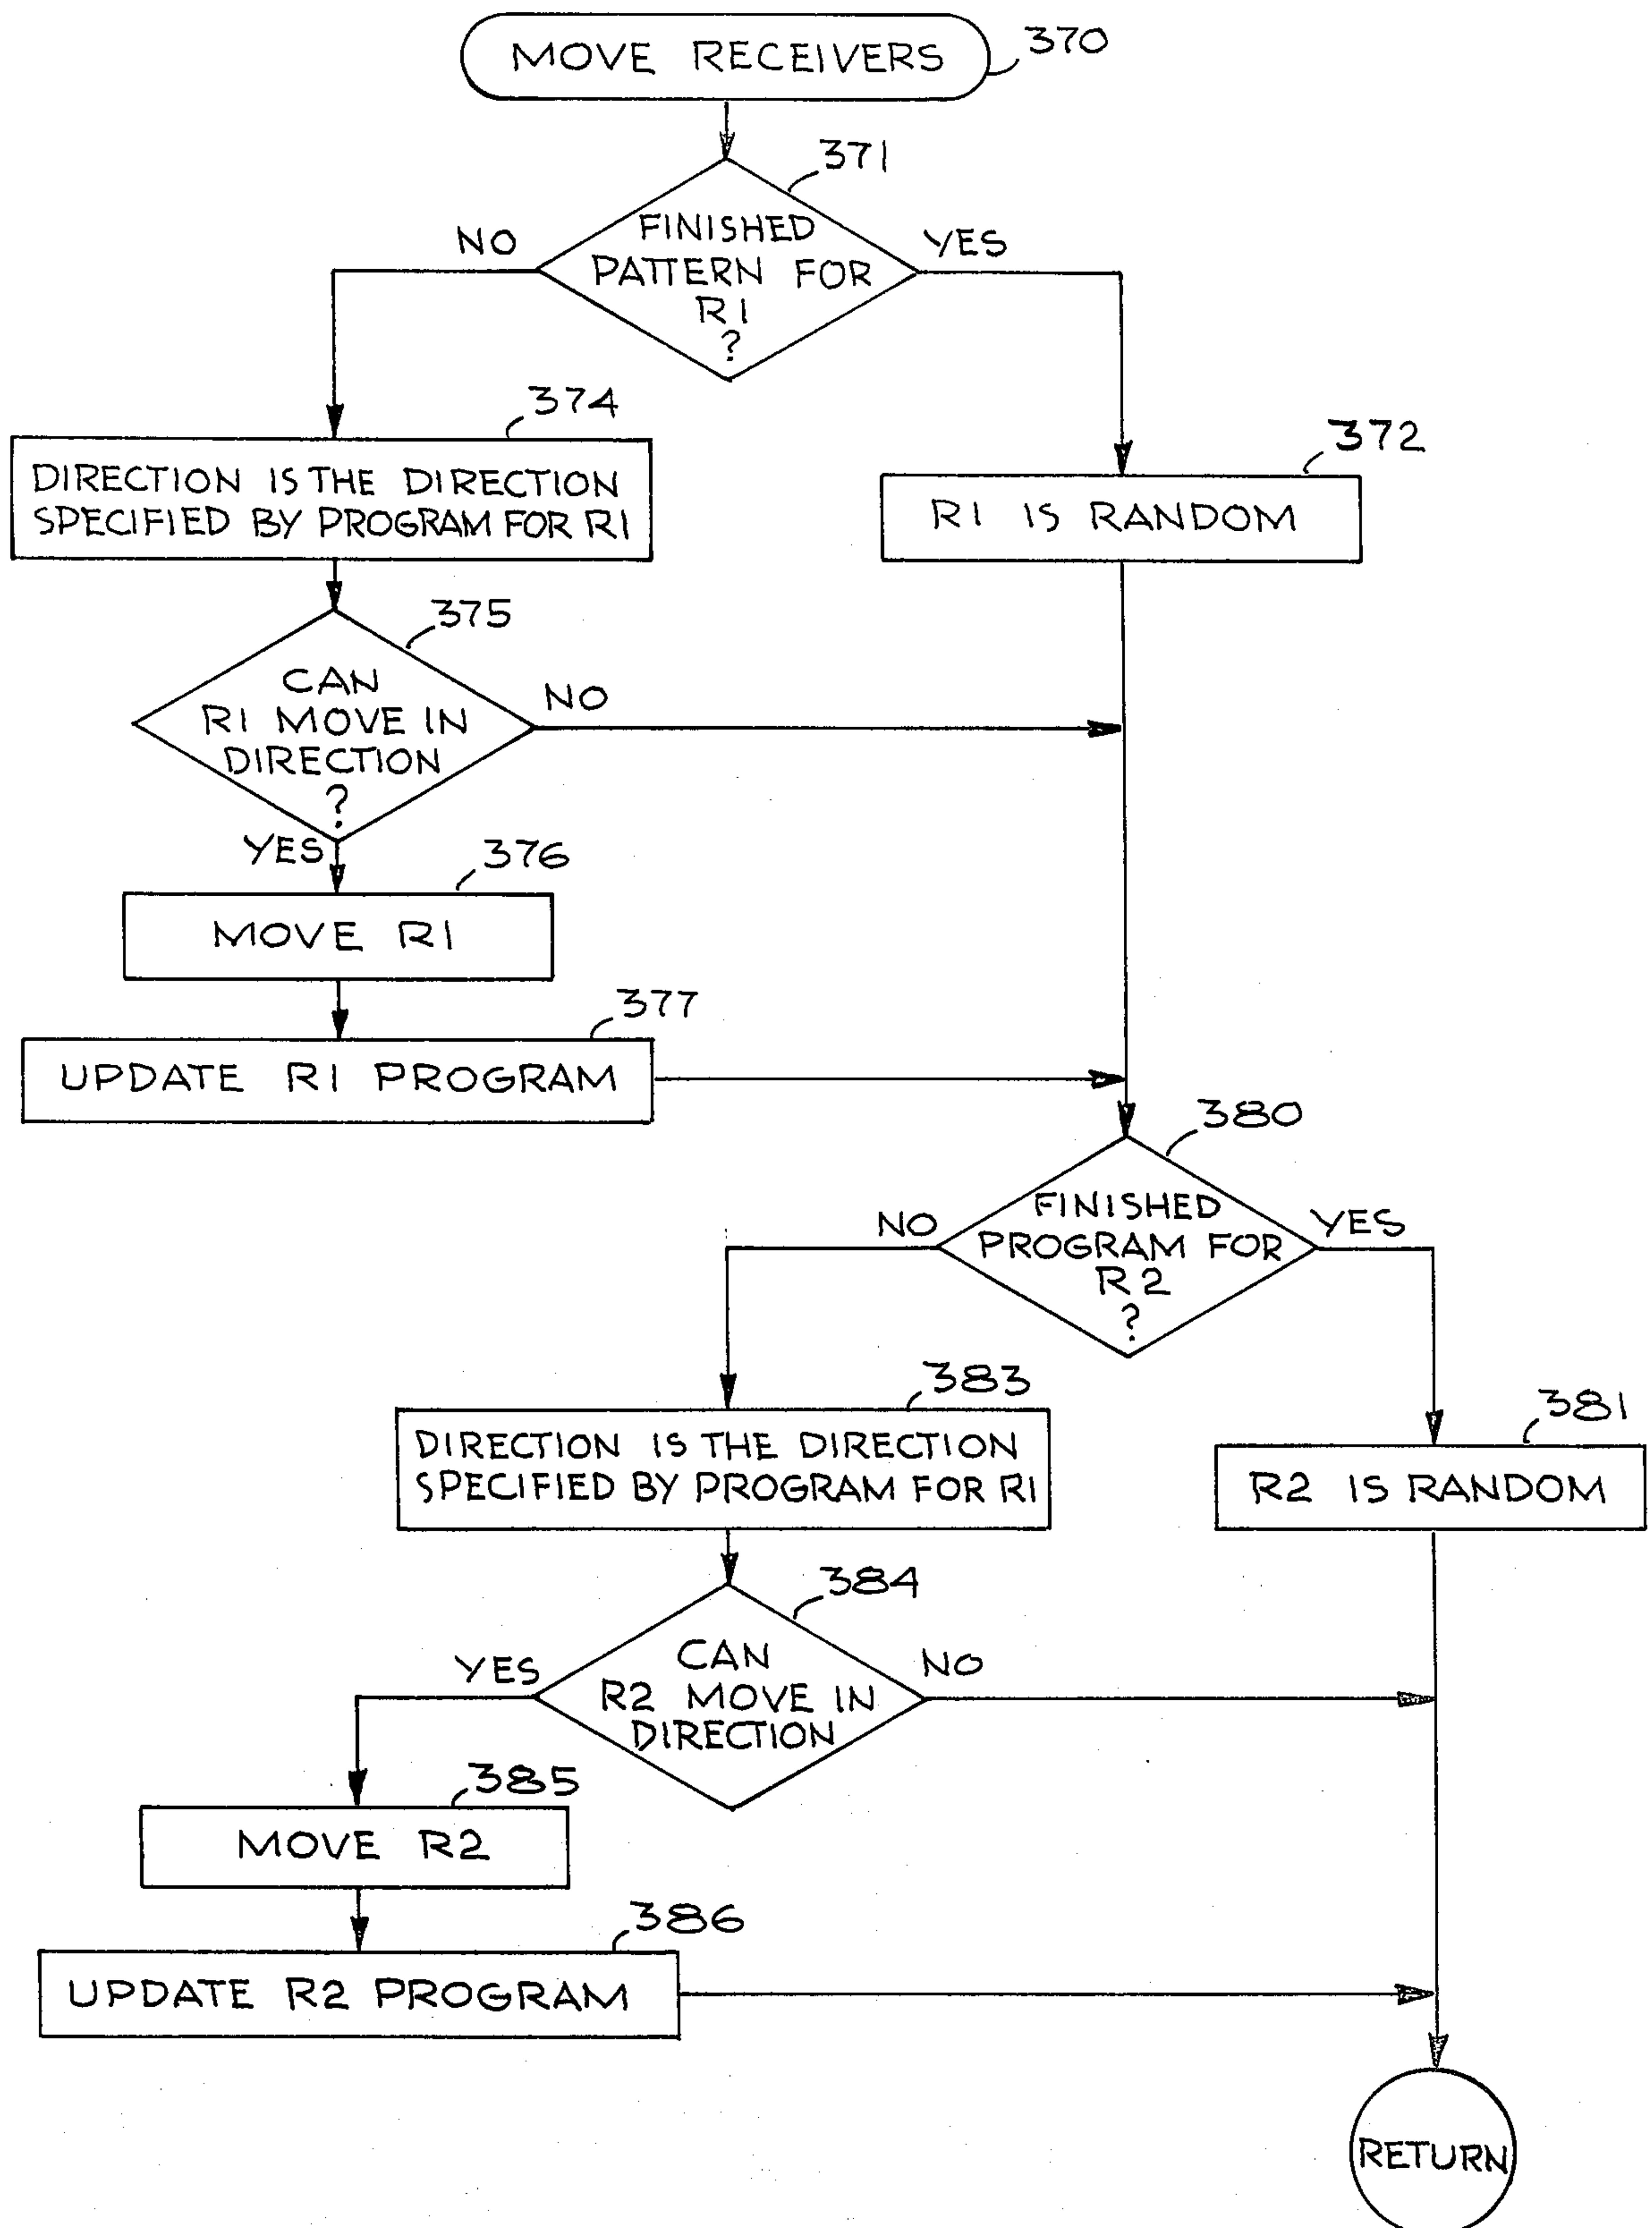 MOVE RECEIVERS
370
371
FINISHED
PATTERN FOR
R1
?
NO
YES
374
DIRECTION IS THE DIRECTION
SPECIFIED BY PROGRAM FOR R1
372
R1 IS RANDOM
375
CAN
R1 MOVE IN
DIRECTION
?
NO
YES
376
MOVE R1
377
UPDATE R1 PROGRAM
380
FINISHED
PROGRAM FOR
R2
?
NO
YES
383
DIRECTION IS THE DIRECTION
SPECIFIED BY PROGRAM FOR R1
381
R2 IS RANDOM
384
CAN
R2 MOVE IN
DIRECTION
YES
NO
385
MOVE R2
386
UPDATE R2 PROGRAM
RETURN